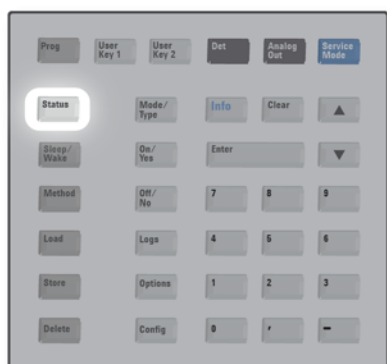 Prog
User
Key 1
User
Key 2
Det
Analog
Out
Service
Mode
Status
Mode/
Type
Info
Clear
Sleep/
Wake
On/
Yes
Enter
Method
Off/
No
7
8
9
Load
Logs
4
5
6
Store
Options
1
2
3
Delete
Config
0
.
-